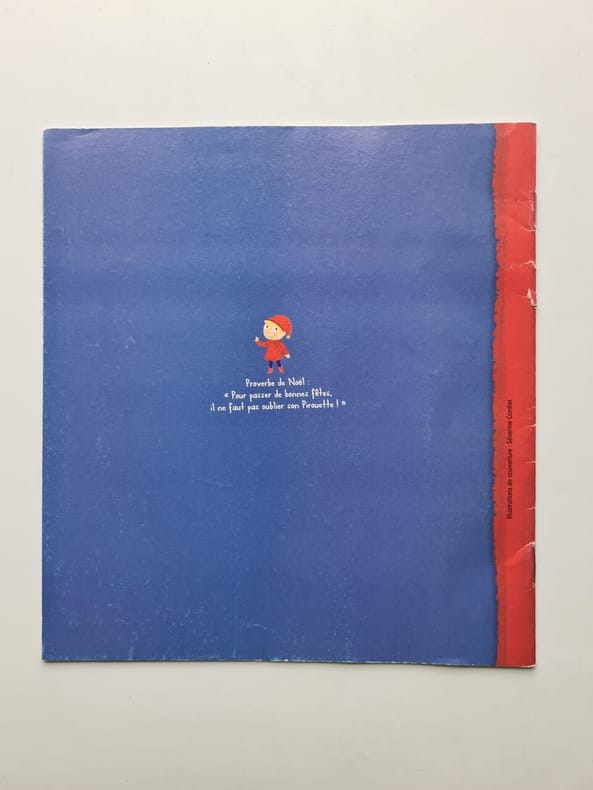 Proverbe de Noël :
« Pour passer de bonnes fêtes,
il ne faut pas oublier son Pirouette ! »
Illustrations de couverture : Séverine Cordier